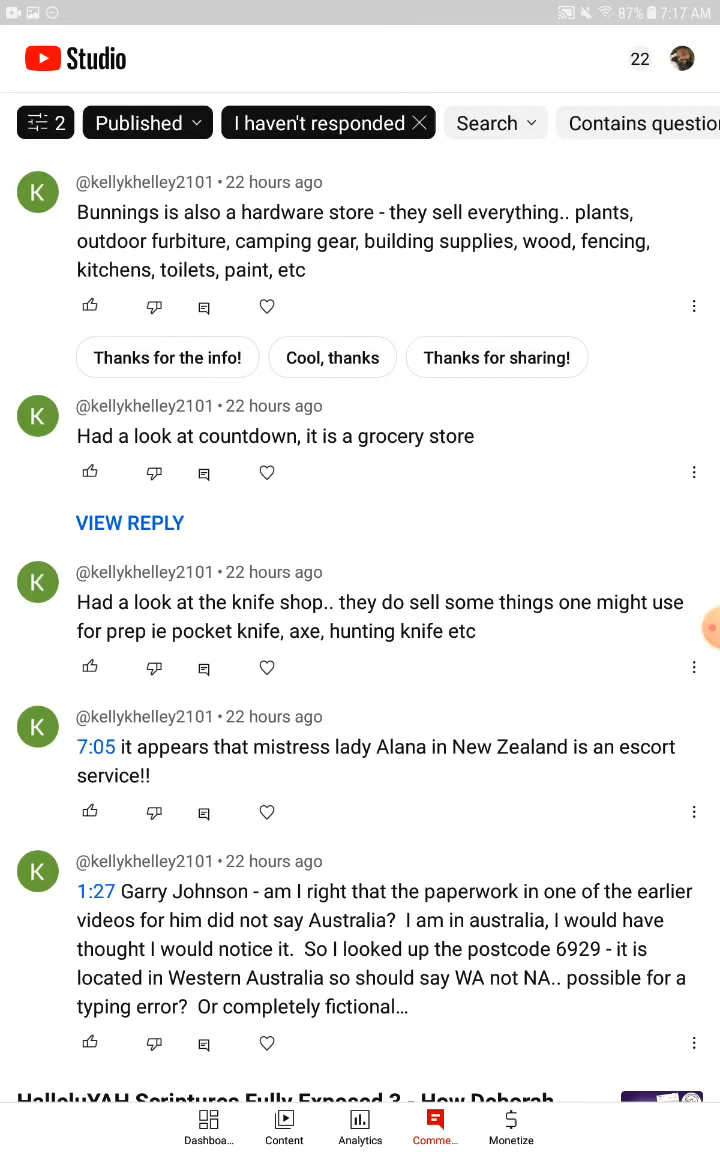 87% 7:17 AM
Studio
22
2
Published
I haven't responded
Search
Contains question
@kellykhelley2101 • 22 hours ago
K
Bunnings is also a hardware store - they sell everything.. plants,
outdoor furbiture, camping gear, building supplies, wood, fencing,
kitchens, toilets, paint, etc
Thanks for the info!
Cool, thanks
Thanks for sharing!
@kellykhelley2101 • 22 hours ago
K
Had a look at countdown, it is a grocery store
VIEW REPLY
@kellykhelley2101 • 22 hours ago
K
Had a look at the knife shop.. they do sell some things one might use
for prep ie pocket knife, axe, hunting knife etc
@kellykhelley2101 • 22 hours ago
K
7:05 it appears that mistress lady Alana in New Zealand is an escort
service!!
@kellykhelley2101 • 22 hours ago
K
1:27 Garry Johnson - am I right that the paperwork in one of the earlier
videos for him did not say Australia? I am in australia, I would have
thought I would notice it. So I looked up the postcode 6929 - it is
located in Western Australia so should say WA not NA.. possible for a
typing error? Or completely fictional...
HalleluYAH Scriptures Fully Exposed 3 - How Deborah
Dashboa...
Content
Analytics
Comme...
Monetize